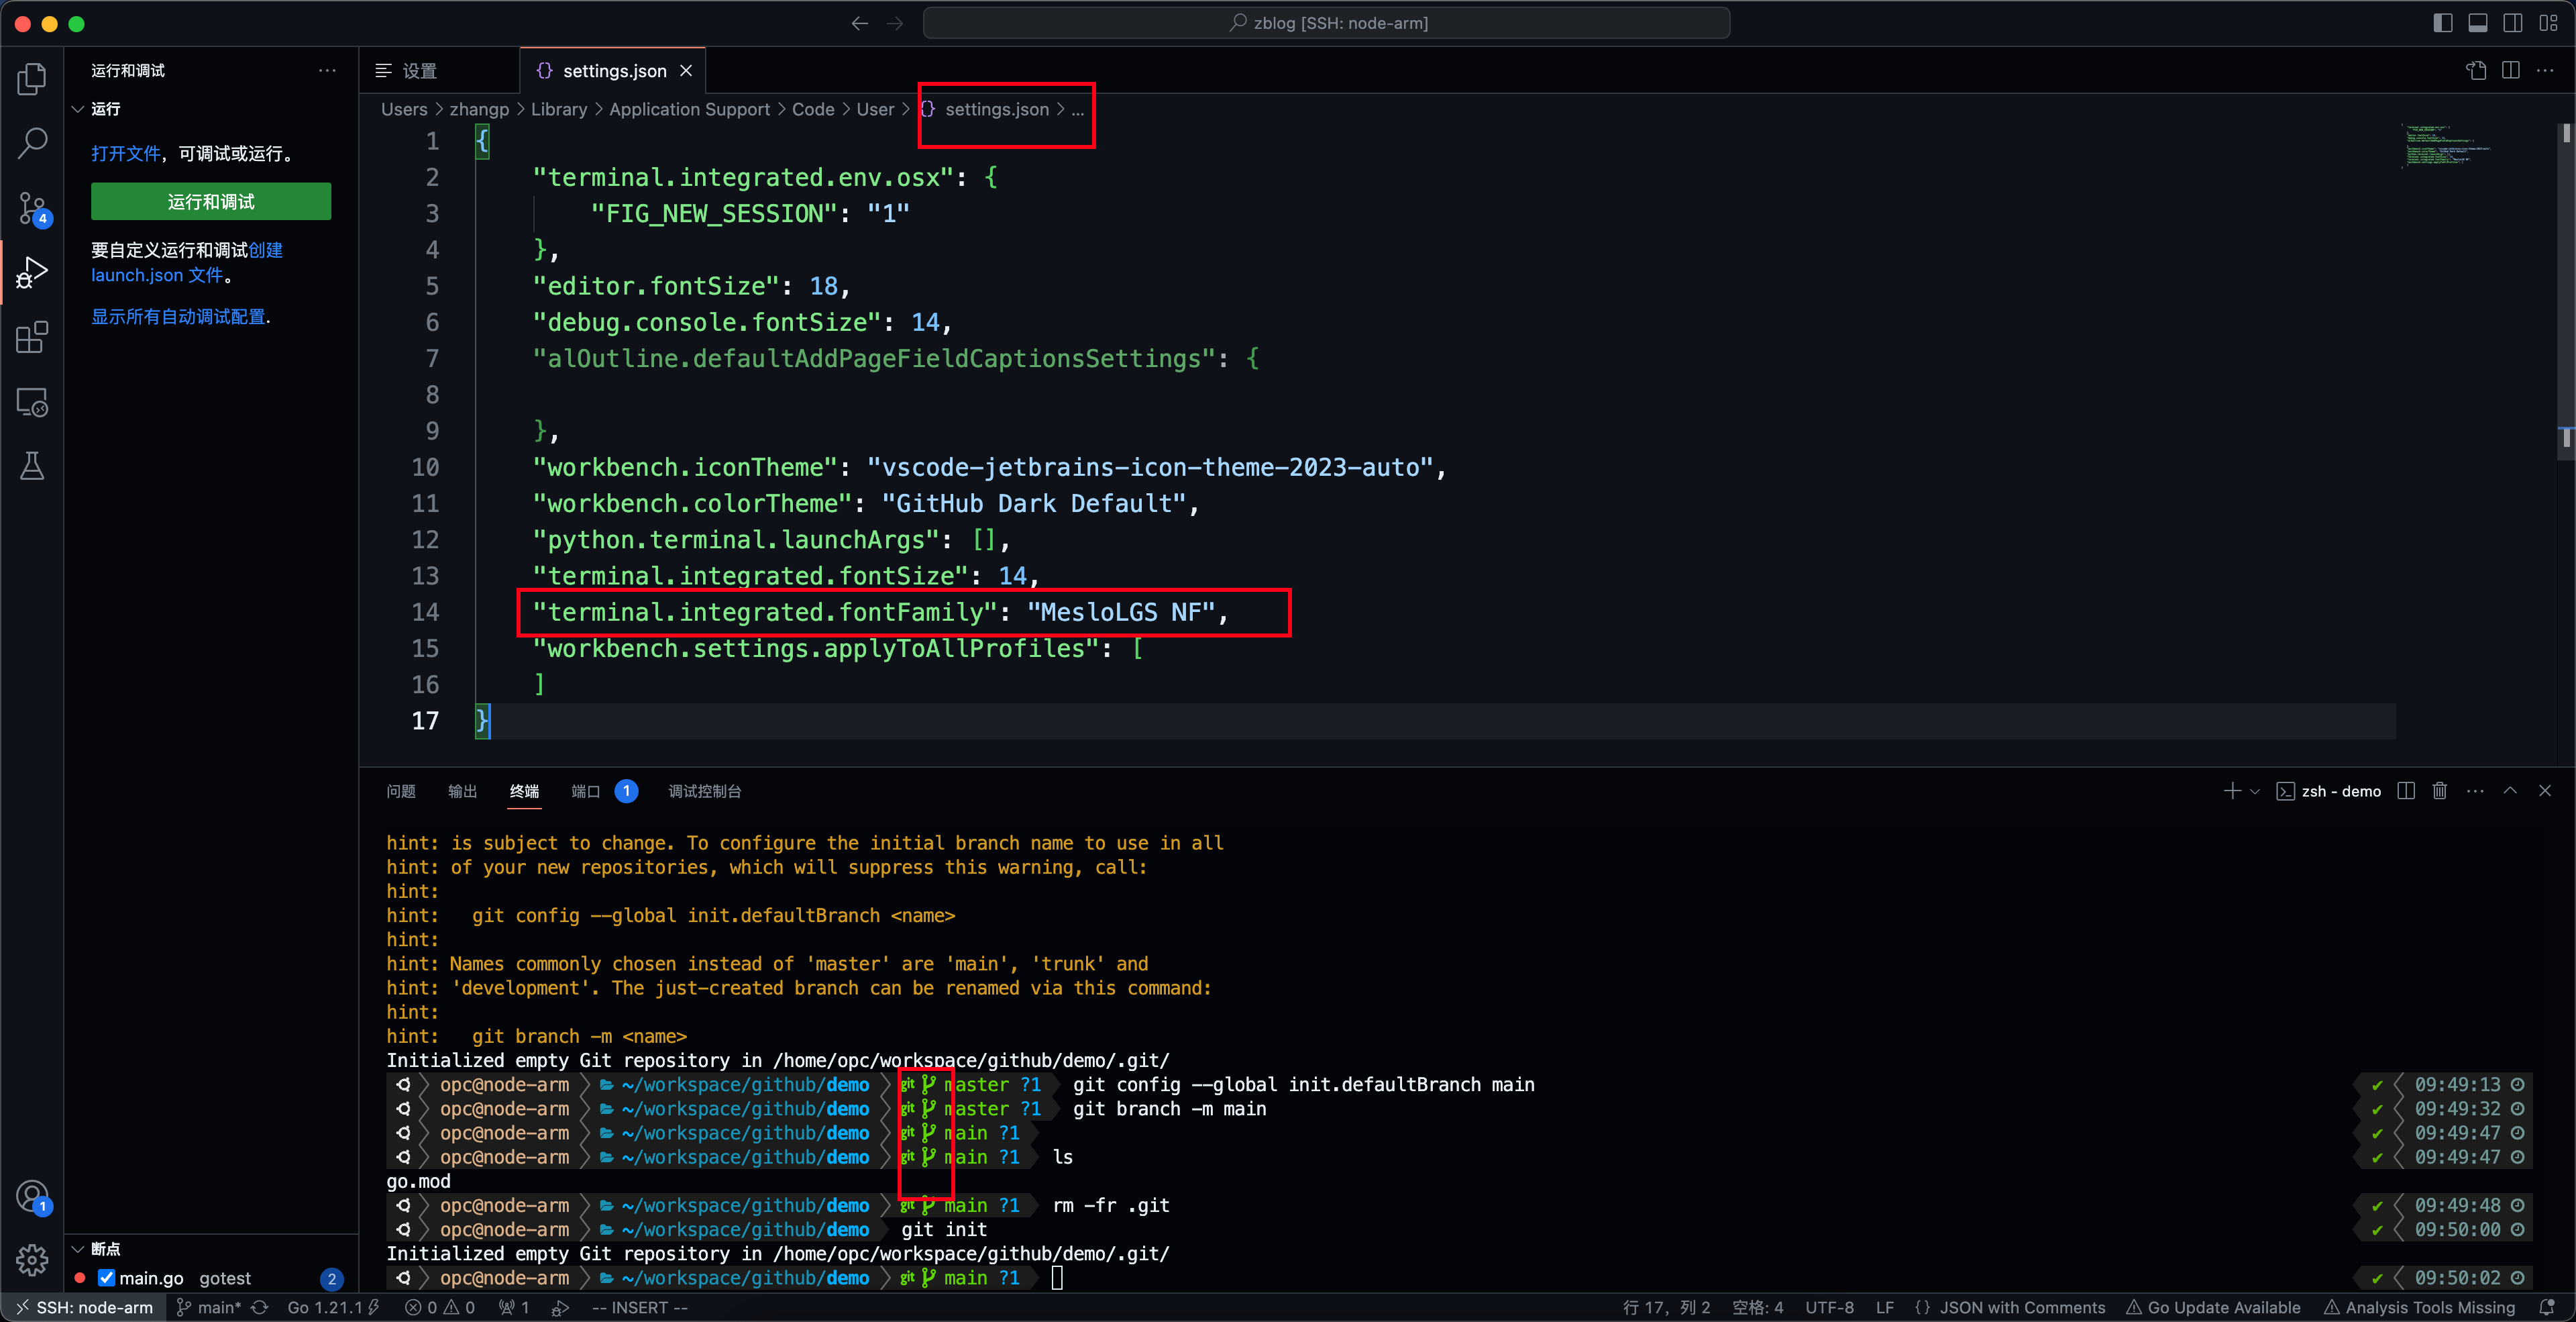 zblog [SSH: node-arm]
运行和调试
设置
settings.json
Users > zhangp > Library > Application Support > Code > User > {} settings.json > ...
运行
打开文件，可调试或运行。
运行和调试
要自定义运行和调试创建
launch.json 文件。
显示所有自动调试配置.
4
1 {
2 "terminal.integrated.env.osx": {
3 "FIG_NEW_SESSION": "1"
4 },
5 "editor.fontSize": 18,
6 "debug.console.fontSize": 14,
7 "alOutline.defaultAddPageFieldCaptionsSettings": {
8
9 },
10 "workbench.iconTheme": "vscode-jetbrains-icon-theme-2023-auto",
11 "workbench.colorTheme": "GitHub Dark Default",
12 "python.terminal.launchArgs": [],
13 "terminal.integrated.fontSize": 14,
14 "terminal.integrated.fontFamily": "MesloLGS NF",
15 "workbench.settings.applyToAllProfiles": [
16 ]
17 }
问题 输出 终端 端口 1 调试控制台
zsh - demo
hint: is subject to change. To configure the initial branch name to use in all
hint: of your new repositories, which will suppress this warning, call:
hint:
hint: git config --global init.defaultBranch <name>
hint:
hint: Names commonly chosen instead of 'master' are 'main', 'trunk' and
hint: 'development'. The just-created branch can be renamed via this command:
hint:
hint: git branch -m <name>
Initialized empty Git repository in /home/opc/workspace/github/demo/.git/
opc@node-arm ~/workspace/github/demo git master ?1 git config --global init.defaultBranch main ✔ 09:49:13
opc@node-arm ~/workspace/github/demo git master ?1 git branch -m main ✔ 09:49:32
opc@node-arm ~/workspace/github/demo git main ?1 ✔ 09:49:47
opc@node-arm ~/workspace/github/demo git main ?1 ls ✔ 09:49:47
go.mod
opc@node-arm ~/workspace/github/demo git main ?1 rm -fr .git ✔ 09:49:48
opc@node-arm ~/workspace/github/demo git init ✔ 09:50:00
Initialized empty Git repository in /home/opc/workspace/github/demo/.git/
opc@node-arm ~/workspace/github/demo git main ?1 ✔ 09:50:02
1
断点
main.go gotest 2
SSH: node-arm main* Go 1.21.1 0 0 1 -- INSERT -- 行 17，列 2 空格: 4 UTF-8 LF {} JSON with Comments Go Update Available Analysis Tools Missing